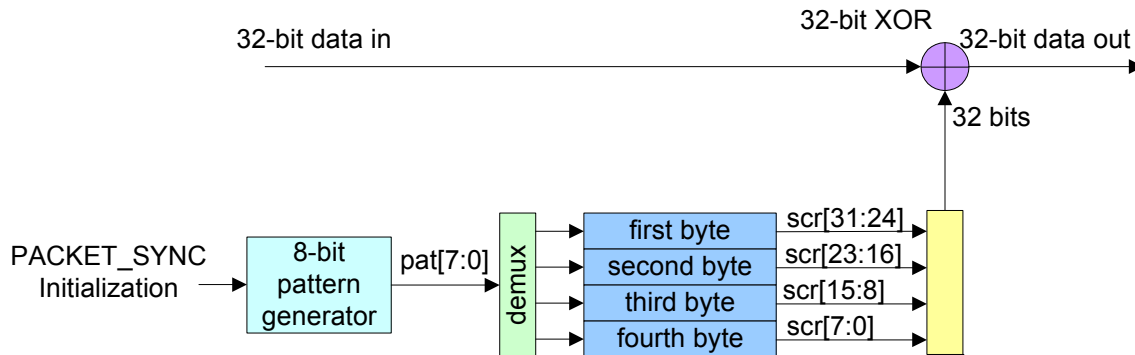 32-bit XOR
32-bit data in
32-bit data out
32 bits
PACKET_SYNC
Initialization
8-bit
pattern
generator
pat[7:0]
demux
first byte
second byte
third byte
fourth byte
scr[31:24]
scr[23:16]
scr[15:8]
scr[7:0]